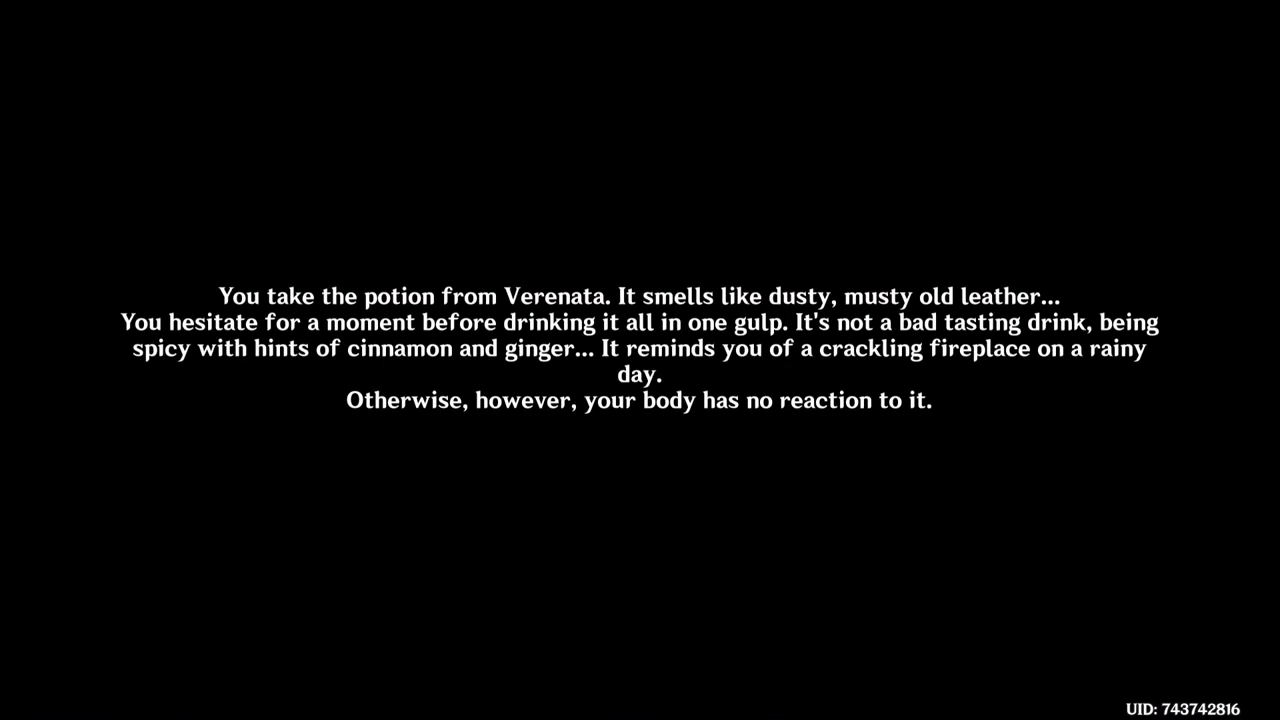 You take the potion from Verenata. It smells like dusty, musty old leather...
You hesitate for a moment before drinking it all in one gulp. It's not a bad tasting drink, being
spicy with hints of cinnamon and ginger... It reminds you of a crackling fireplace on a rainy
day.
Otherwise, however, your body has no reaction to it.
UID: 743742816